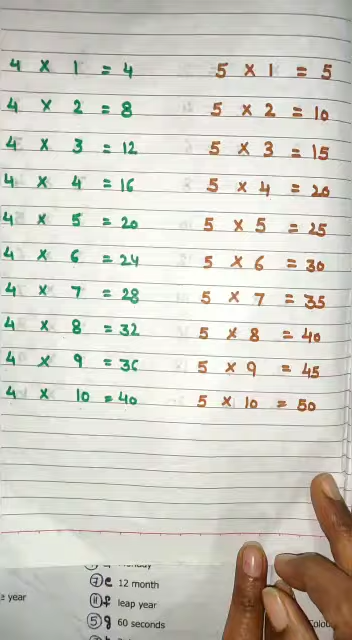 4 × 1 = 4
4 × 2 = 8
4 × 3 = 12
4 × 4 = 16
4 × 5 = 20
4 × 6 = 24
4 × 7 = 28
4 × 8 = 32
4 × 9 = 36
4 × 10 = 40
5 × 1 = 5
5 × 2 = 10
5 × 3 = 15
5 × 4 = 20
5 × 5 = 25
5 × 6 = 30
5 × 7 = 35
5 × 8 = 40
5 × 9 = 45
5 × 10 = 50
7 e 12 month
e year
11 f leap year
5 g 60 seconds